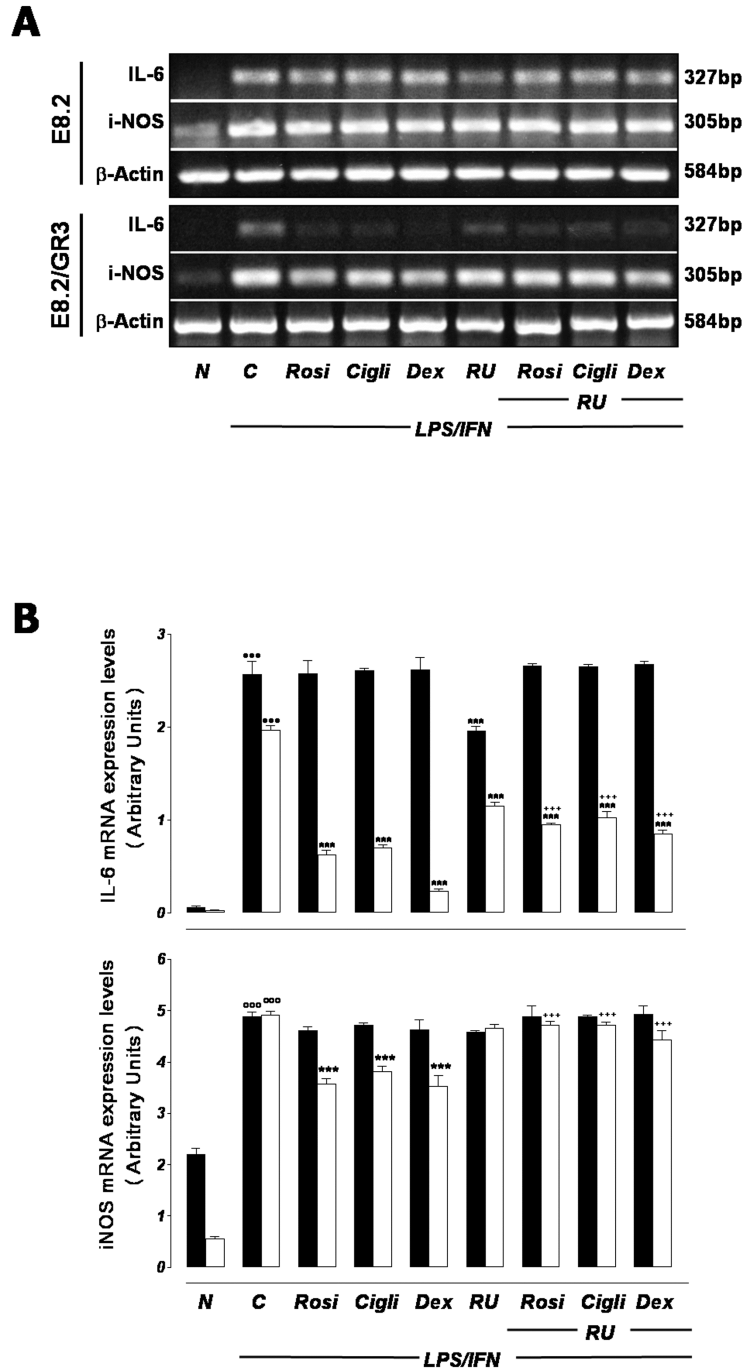 A
E8.2
IL-6 327bp
i-NOS 305bp
β-Actin 584bp
E8.2/GR3
IL-6 327bp
i-NOS 305bp
β-Actin 584bp
N C Rosi Cigli Dex RU Rosi Cigli Dex
RU
LPS/IFN
B
IL-6 mRNA expression levels
( Arbitrary Units )
3
2
1
0
*** *** *** ***
+++ +++ +++
*** *** *** ***
iNOS mRNA expression levels
( Arbitrary Units )
6
5
4
3
2
1
0
¤¤¤ ¤¤¤
*** *** ***
+++ +++ +++
N C Rosi Cigli Dex RU Rosi Cigli Dex
RU
LPS/IFN